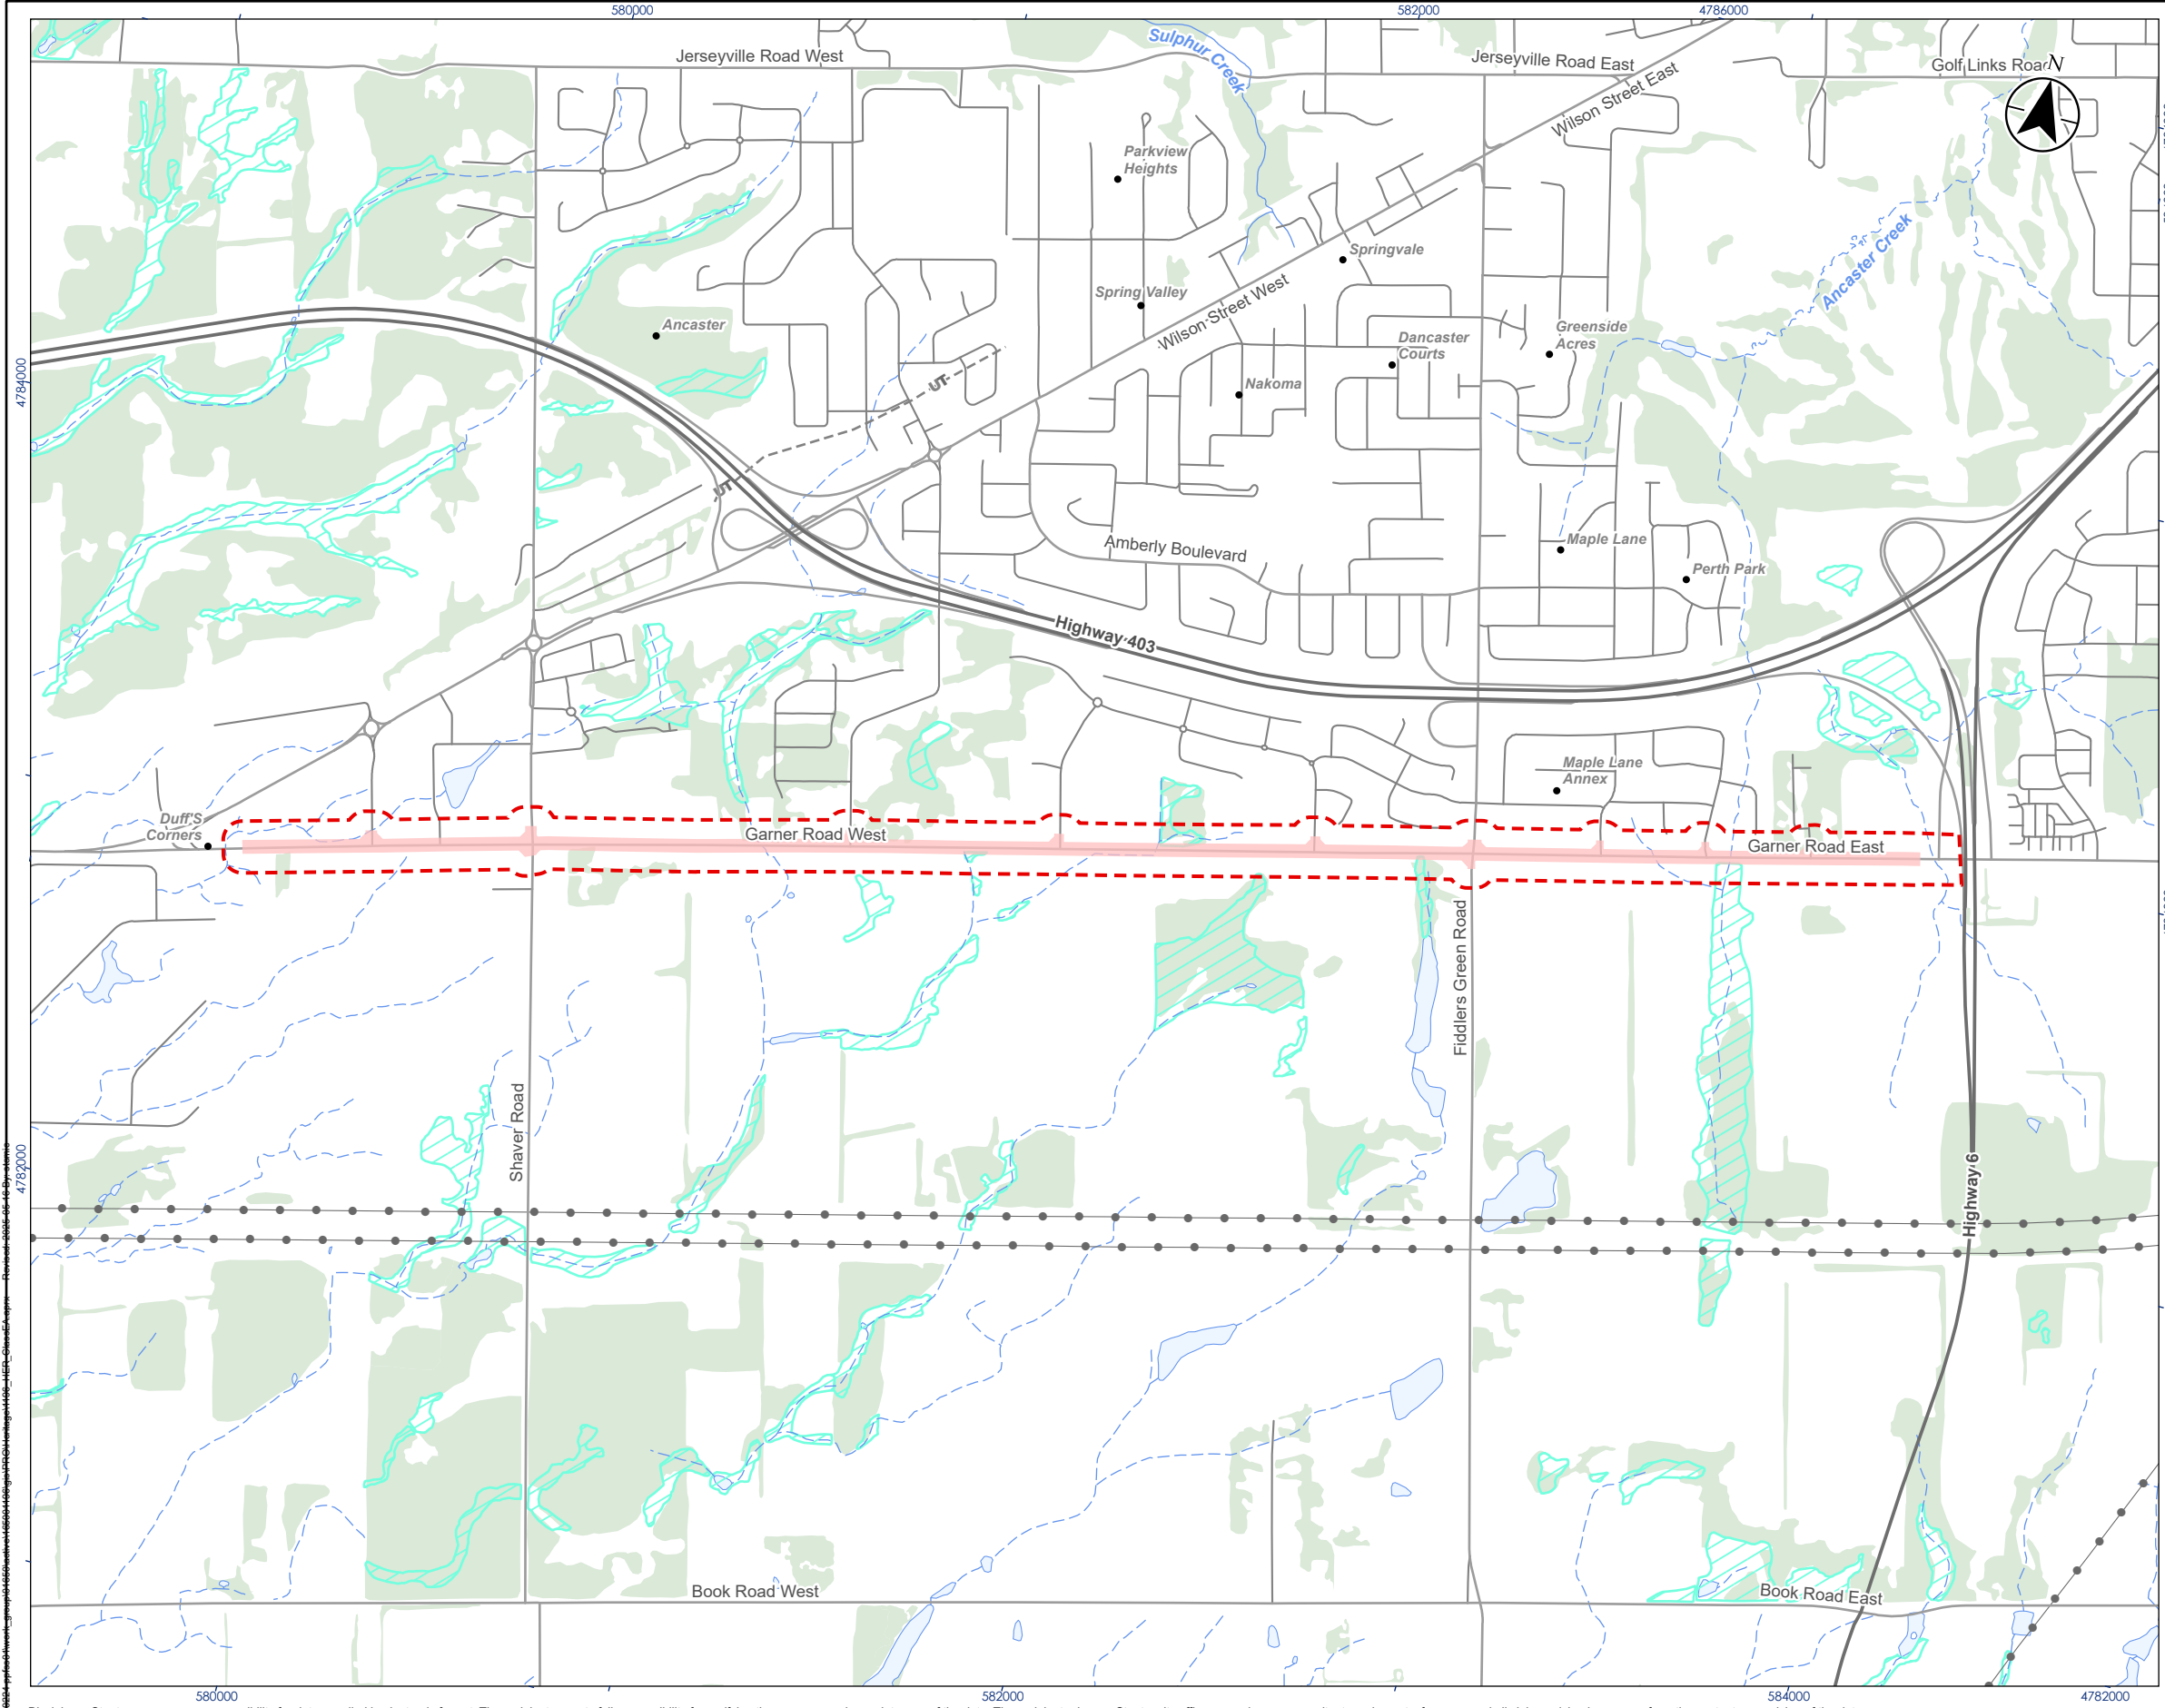 580000
582000
4786000
Jerseyville Road West
Sulphur Creek
Jerseyville Road East
Golf Links Road
N
Wilson Street East
Parkview
Heights
Springvale
Ancaster Creek
Spring Valley
Wilson Street West
Ancaster
Dancaster
Courts
Greenside
Acres
4784000
UT
Nakoma
UT
Amberly Boulevard
Maple Lane
Perth Park
Highway 403
Maple Lane
Annex
Duff'S
Corners
Garner Road West
Garner Road East
Fiddlers Green Road
Shaver Road
4782000
Highway 6
Book Road West
Book Road East
580000
582000
584000
4782000